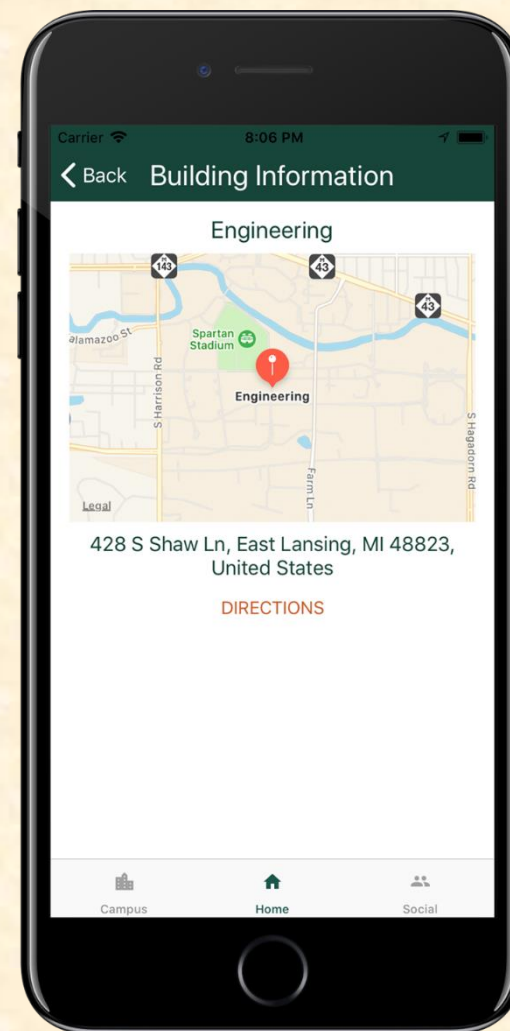 Carrier
8:06 PM
Back
Building Information
Engineering
M
143
M
43
M
43
alamazoo St
Spartan
Stadium
S Harrison Rd
Engineering
Farm Ln
S Hagadorn Rd
Legal
428 S Shaw Ln, East Lansing, MI 48823,
United States
DIRECTIONS
Campus
Home
Social